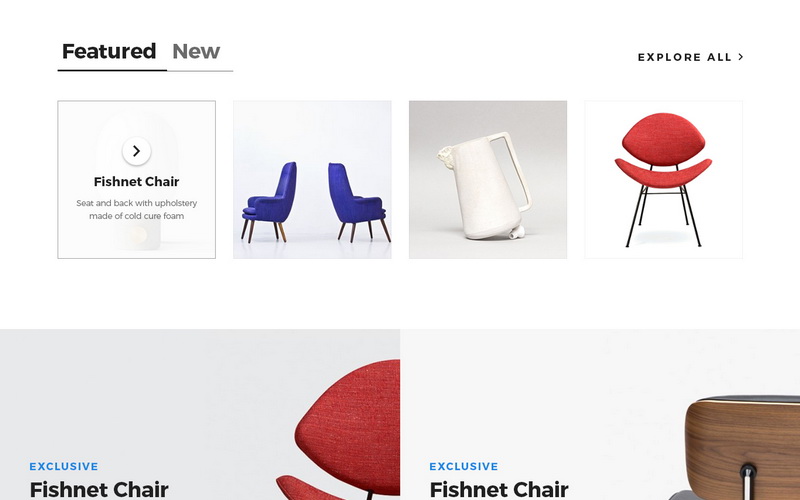 Featured New
EXPLORE ALL
Fishnet Chair
Seat and back with upholstery
made of cold cure foam
EXCLUSIVE
Fishnet Chair
EXCLUSIVE
Fishnet Chair